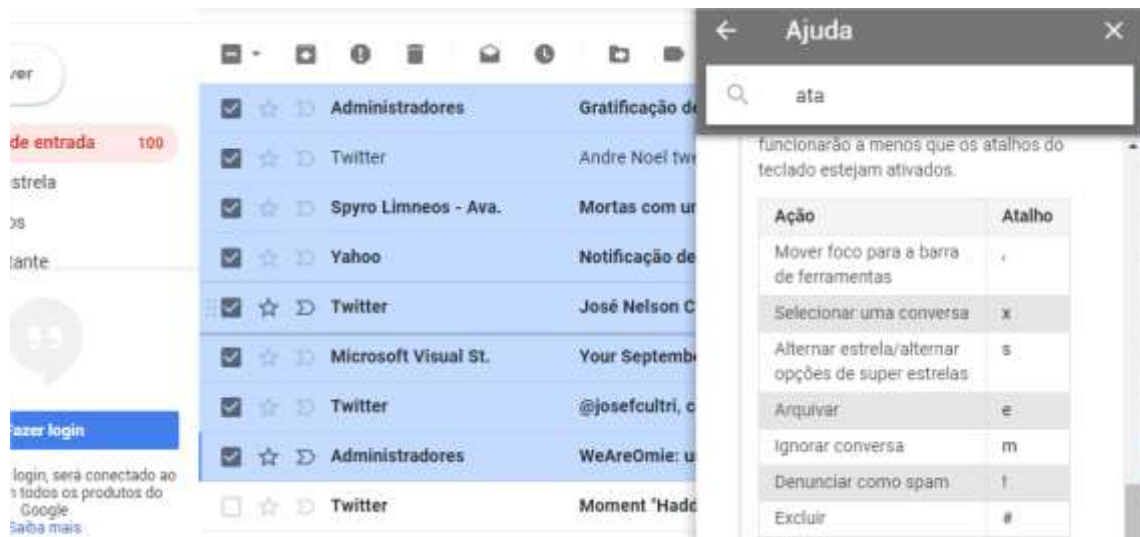 ver
de entrada 100
strela
os
tante
Fazer login
login, será conectado ao
n todos os produtos do
Google
Saiba mais
Administradores Gratificação de
Twitter Andre Noel twe
Spyro Limneos - Ava. Mortas com ur
Yahoo Notificação de
Twitter José Nelson C
Microsoft Visual St. Your Septembe
Twitter @josefcultri, c
Administradores WeAreOmie: u
Twitter Moment "Hadd
Ajuda
ata
funcionarão a menos que os atalhos do
teclado estejam ativados.
Ação Atalho
Mover foco para a barra ,
de ferramentas
Selecionar uma conversa x
Alternar estrela/alternar s
opções de super estrelas
Arquivar e
Ignorar conversa m
Denunciar como spam !
Excluir #